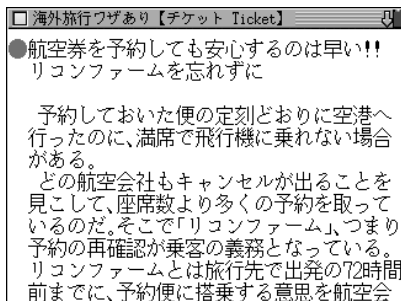 海外旅行ワザあり【チケット Ticket】
●航空券を予約しても安心するのは早い!!
リコンファームを忘れずに
予約しておいた便の定刻どおりに空港へ
行ったのに、満席で飛行機に乗れない場合
がある。
どの航空会社もキャンセルが出ることを
見こして、座席数より多くの予約を取って
いるのだ。そこで「リコンファーム」、つまり
予約の再確認が乗客の義務となっている。
リコンファームとは旅行先で出発の72時間
前までに、予約便に搭乗する意思を航空会